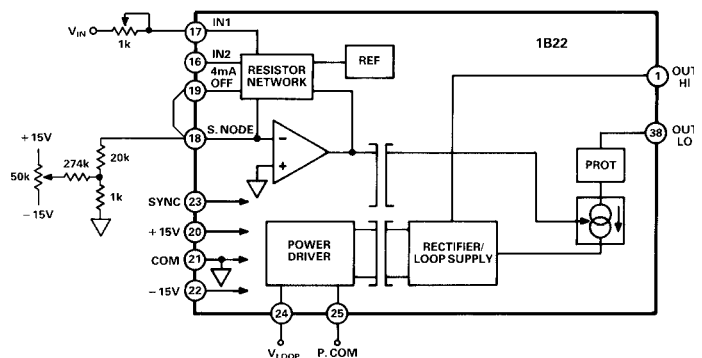 IN1
17
V_IN
1k
IN2
16
4mA
OFF
19
RESISTOR
NETWORK
REF
1B22
1
OUT
HI
S. NODE
18
−
+
38
OUT
LO
+15V
20k
274k
50k
1k
−15V
PROT
SYNC
23
+15V
20
COM
21
−15V
22
POWER
DRIVER
RECTIFIER/
LOOP SUPPLY
24
25
V_LOOP
P. COM